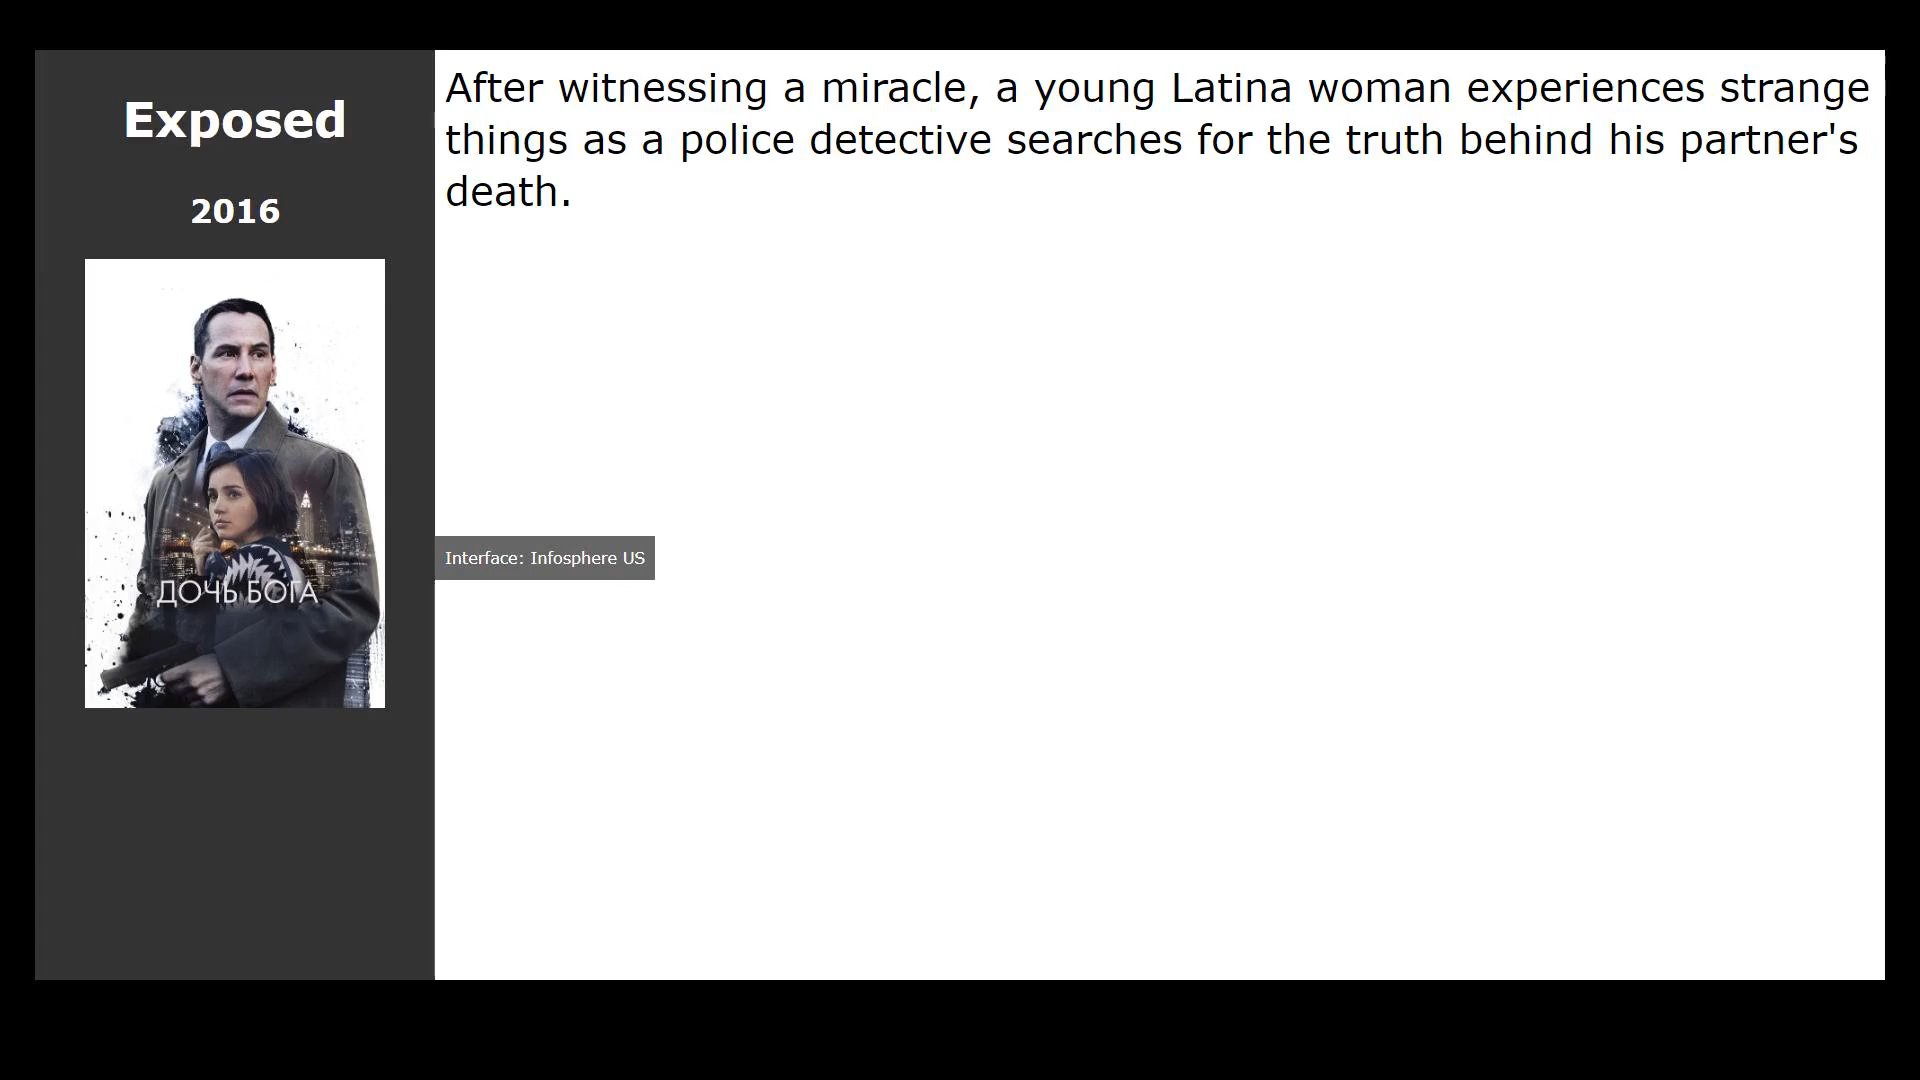 Exposed
2016
ДОЧЬ БОГА
After witnessing a miracle, a young Latina woman experiences strange
things as a police detective searches for the truth behind his partner's
death.
Interface: Infosphere US